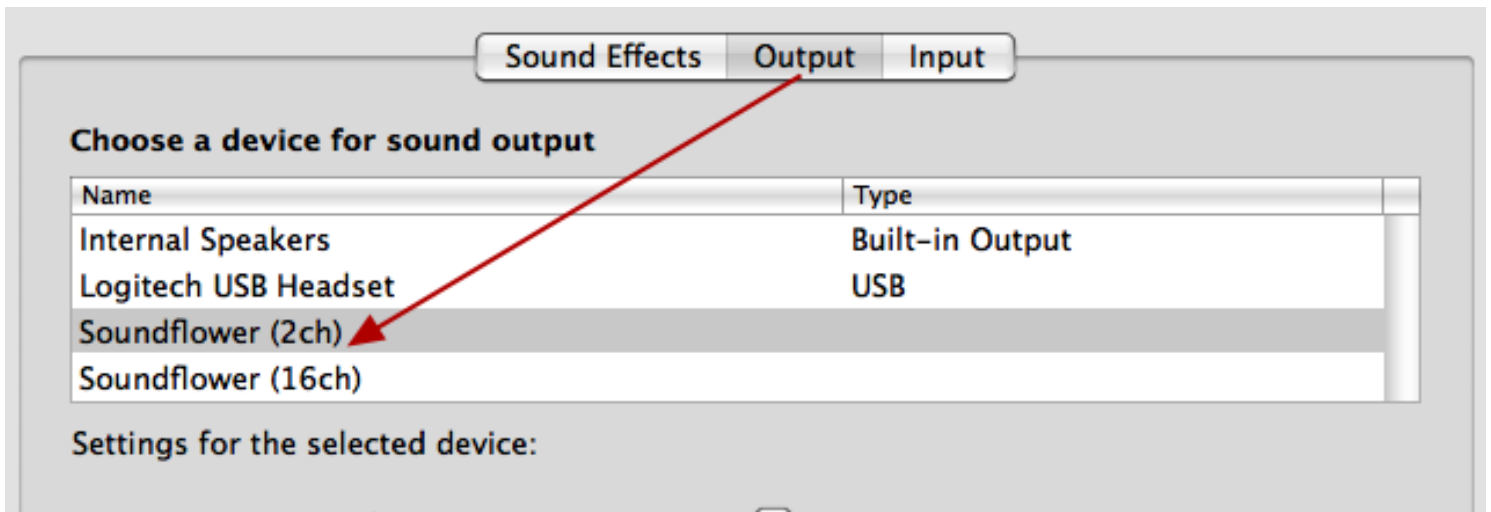 Sound Effects Output Input
Choose a device for sound output
Name Type
Internal Speakers Built-in Output
Logitech USB Headset USB
Soundflower (2ch)
Soundflower (16ch)
Settings for the selected device: